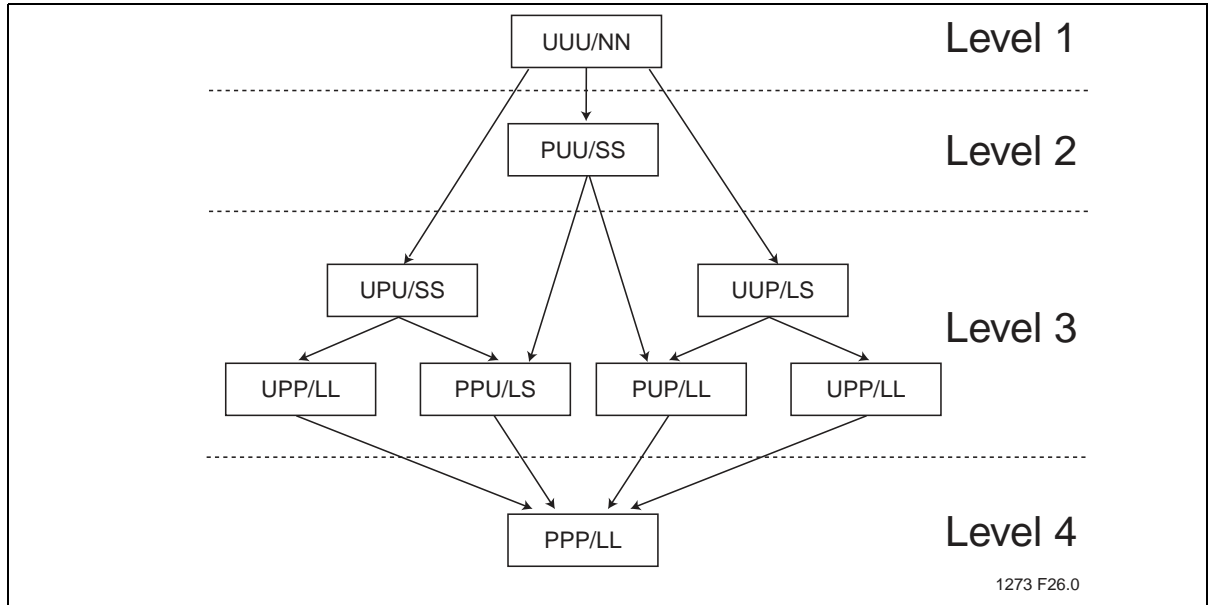 UUU/NN
Level 1
PUU/SS
Level 2
UPU/SS
UUP/LS
Level 3
UPP/LL
PPU/LS
PUP/LL
UPP/LL
PPP/LL
Level 4
1273 F26.0